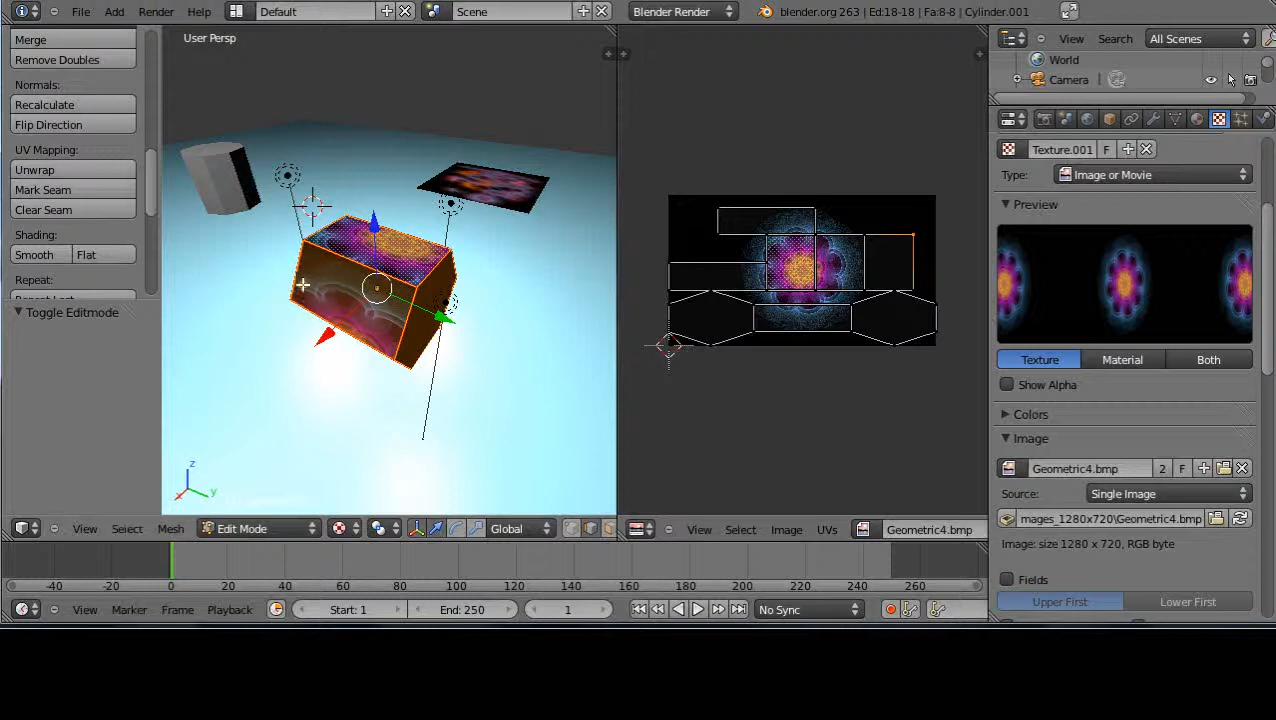 File Add Render Help Default Scene Blender Render blender.org 263 | Ed:18-18 | Fa:8-8 | Cylinder.001
Merge
Remove Doubles
Normals:
Recalculate
Flip Direction
UV Mapping:
Unwrap
Mark Seam
Clear Seam
Shading:
Smooth Flat
Repeat:
Toggle Editmode
User Persp
z
x y
View Select Mesh Edit Mode Global
View Select Image UVs Geometric4.bmp
View Search All Scenes
World
Camera
Texture.001 F
Type: Image or Movie
Preview
Texture Material Both
Show Alpha
Colors
Image
Geometric4.bmp 2 F
Source: Single Image
mages_1280x720\Geometric4.bmp
Image: size 1280 x 720, RGB byte
Fields
Upper First Lower First
-40 -20 0 20 40 60 80 100 120 140 160 180 200 220 240 260
View Marker Frame Playback Start: 1 End: 250 1 No Sync